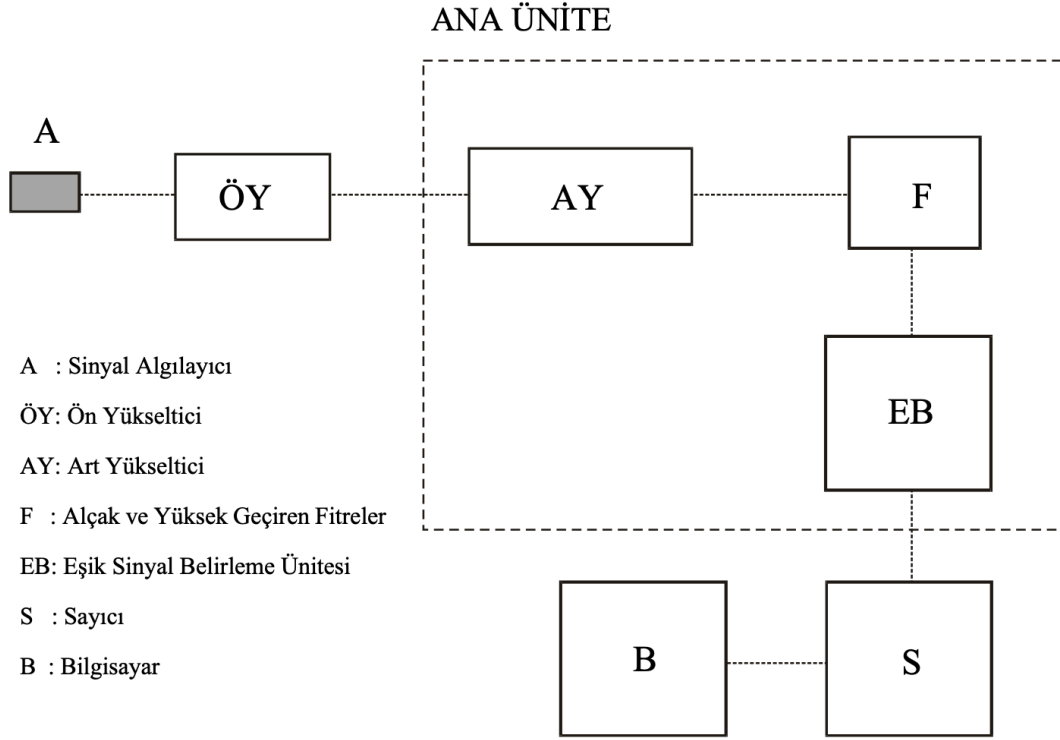 ANA ÜNİTE
A
ÖY
AY
F
EB
A : Sinyal Algılayıcı
ÖY: Ön Yükseltici
AY: Art Yükseltici
F : Alçak ve Yüksek Geçiren Fitreler
EB: Eşik Sinyal Belirleme Ünitesi
S : Sayıcı
B : Bilgisayar
B
S